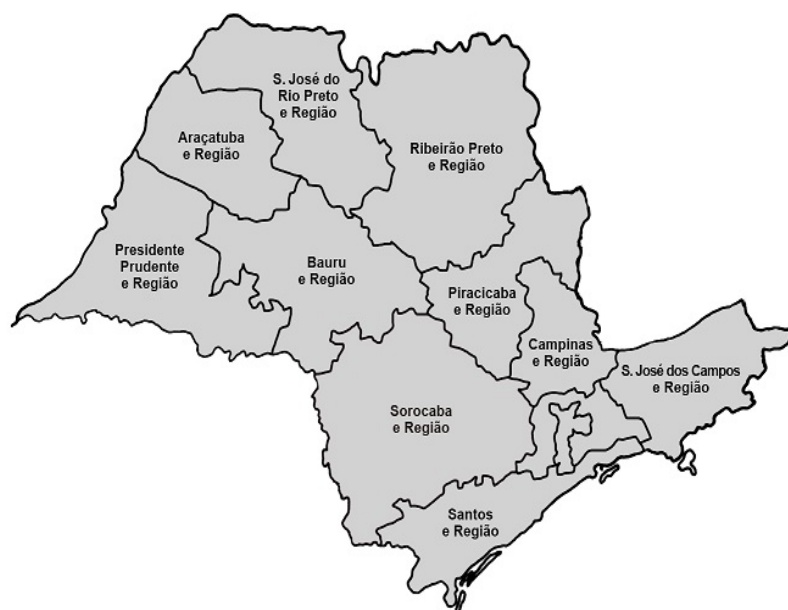 S. José do
Rio Preto
e Região
Araçatuba
e Região
Ribeirão Preto
e Região
Presidente
Prudente
e Região
Bauru
e Região
Piracicaba
e Região
Campinas
e Região
S. José dos Campos
e Região
Sorocaba
e Região
Santos
e Região